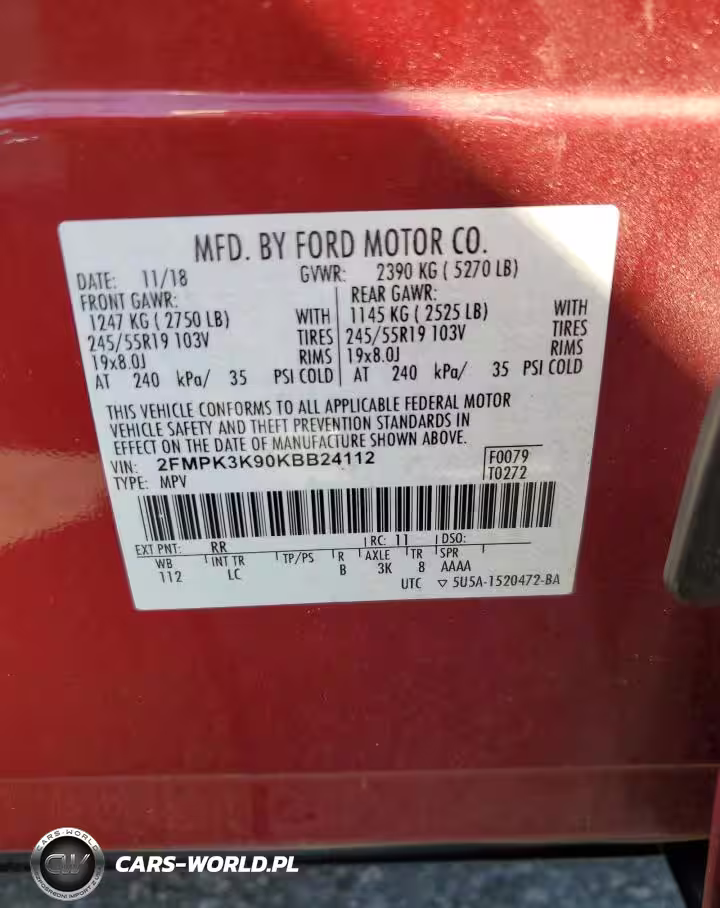 MFD. BY FORD MOTOR CO.
DATE: 11/18 GVWR: 2390 KG ( 5270 LB)
FRONT GAWR: REAR GAWR:
1247 KG ( 2750 LB) WITH 1145 KG ( 2525 LB) WITH
245/55R19 103V TIRES 245/55R19 103V TIRES
19x8.0J RIMS 19x8.0J RIMS
AT 240 kPa/ 35 PSI COLD AT 240 kPa/ 35 PSI COLD
THIS VEHICLE CONFORMS TO ALL APPLICABLE FEDERAL MOTOR
VEHICLE SAFETY AND THEFT PREVENTION STANDARDS IN
EFFECT ON THE DATE OF MANUFACTURE SHOWN ABOVE.
VIN: 2FMPK3K90KBB24112 F0079
TYPE: MPV T0272
EXT PNT: RR RC: 11 DSO:
WB INT TR TP/PS R AXLE TR SPR
112 LC B 3K 8 AAAA
UTC ▽ 5U5A-1520472-BA
CARS-WORLD
CW
CARS-WORLD.PL